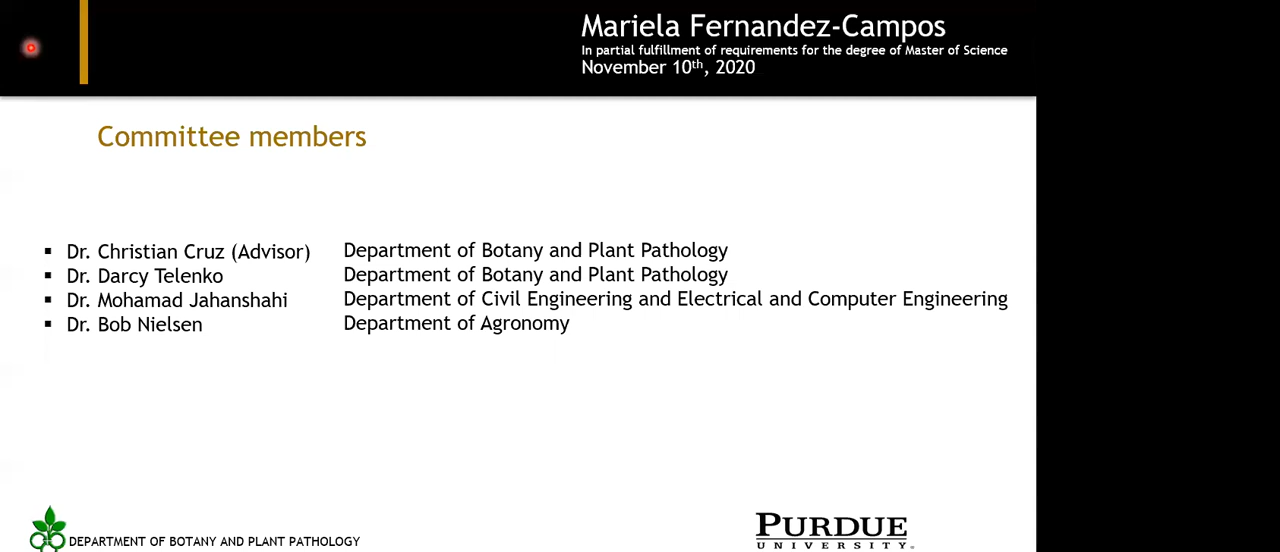 Mariela Fernandez-Campos
In partial fulfillment of requirements for the degree of Master of Science
November 10th, 2020
Committee members
▪ Dr. Christian Cruz (Advisor) Department of Botany and Plant Pathology
▪ Dr. Darcy Telenko Department of Botany and Plant Pathology
▪ Dr. Mohamad Jahanshahi Department of Civil Engineering and Electrical and Computer Engineering
▪ Dr. Bob Nielsen Department of Agronomy
DEPARTMENT OF BOTANY AND PLANT PATHOLOGY
PURDUE
UNIVERSITY